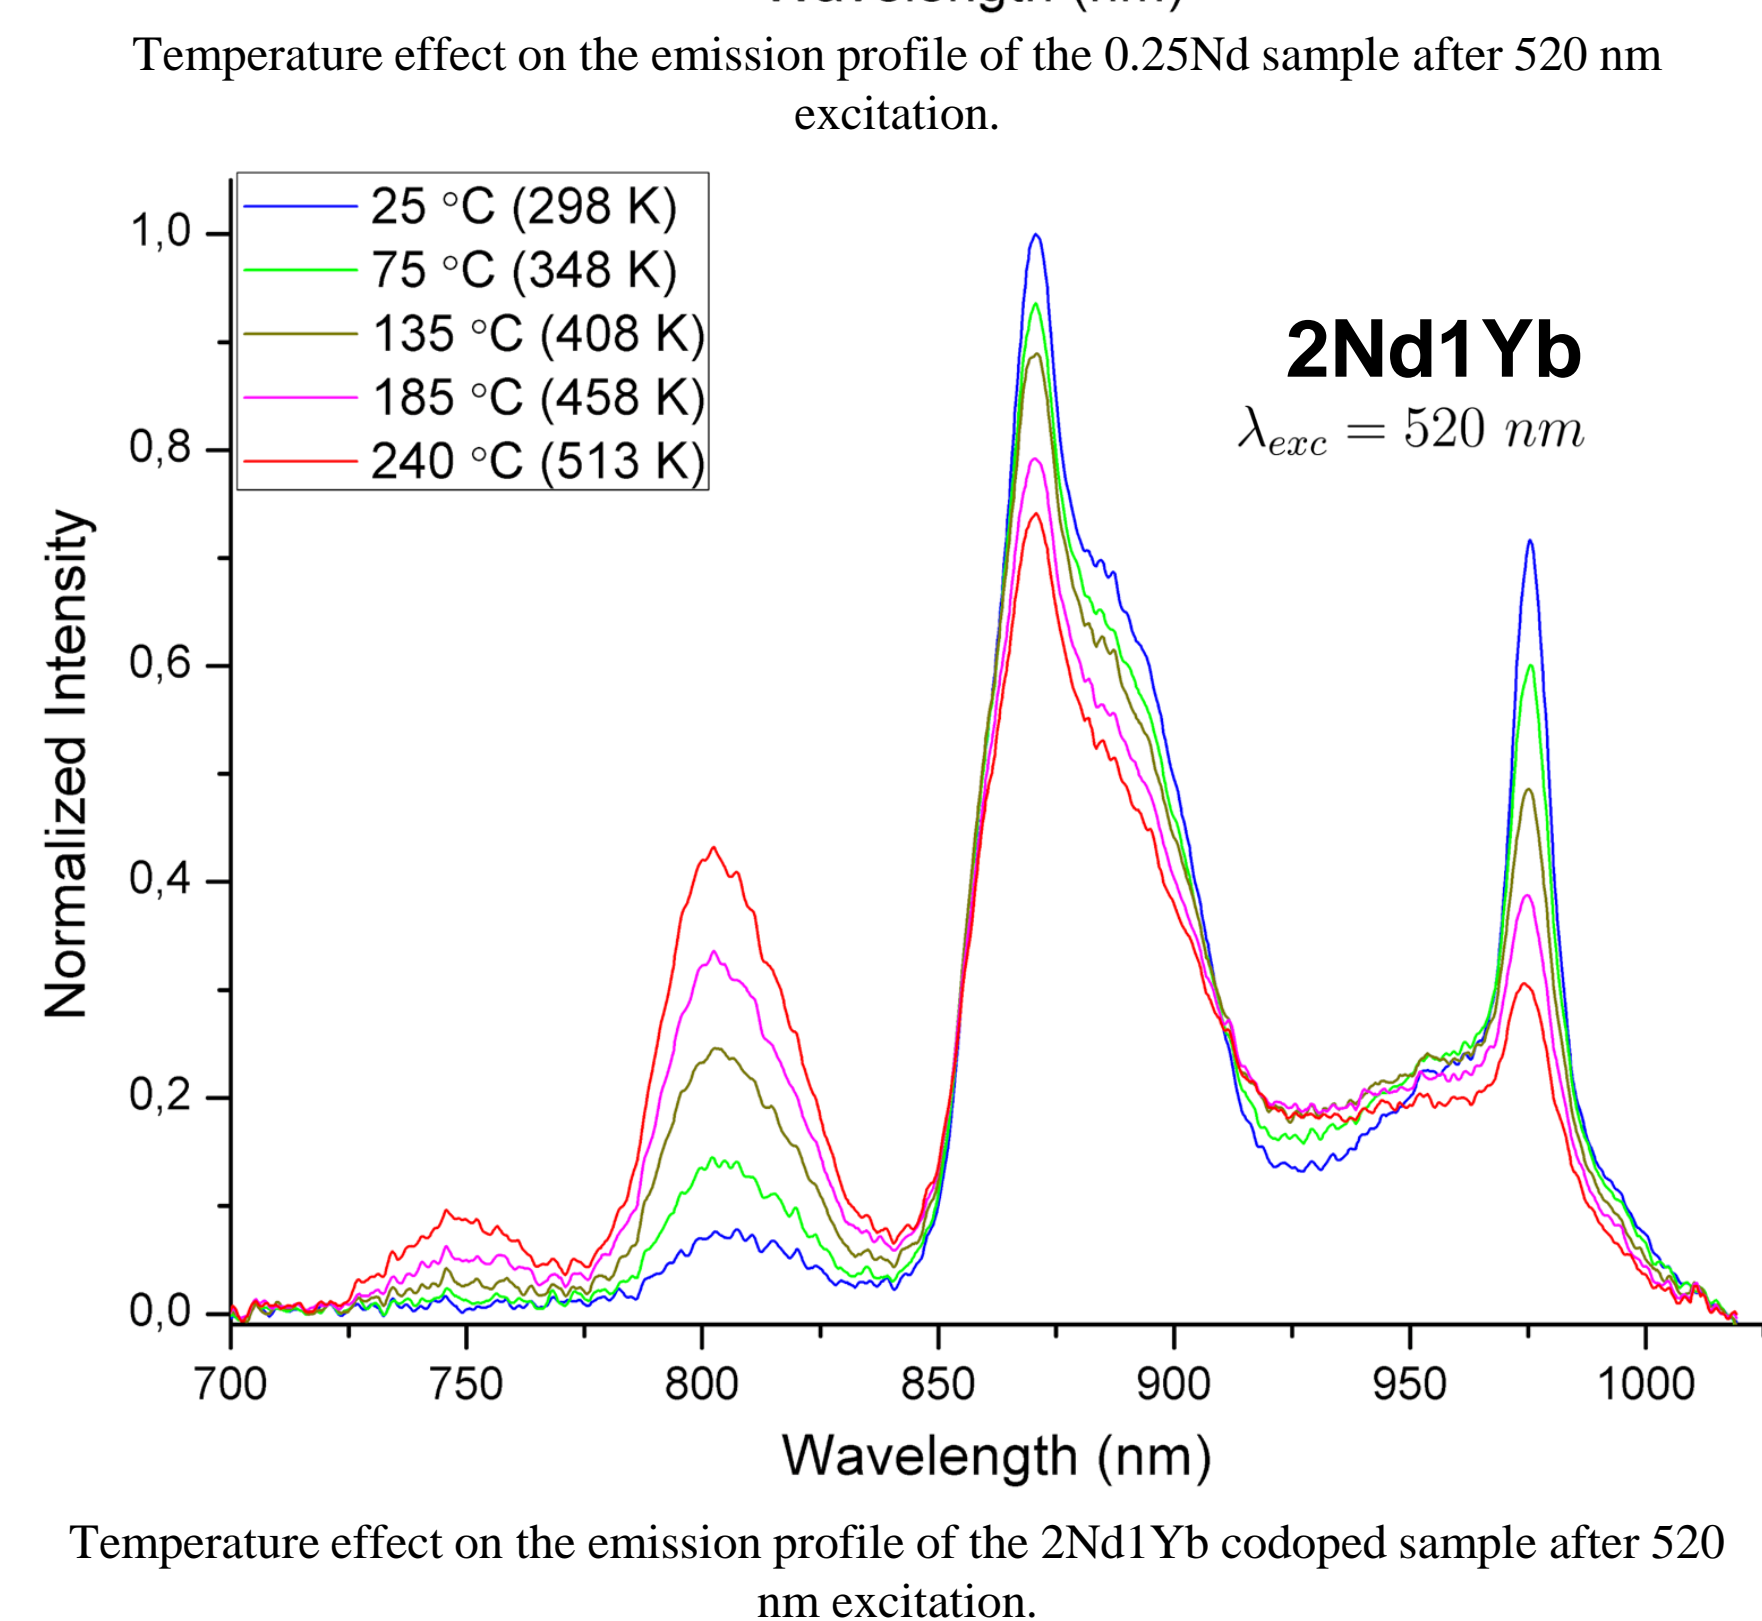 Wavelength (nm)
Temperature effect on the emission profile of the 0.25Nd sample after 520 nm
excitation.
25 °C (298 K)
75 °C (348 K)
135 °C (408 K)
185 °C (458 K)
240 °C (513 K)
2Nd1Yb
λexc = 520 nm
Normalized Intensity
1,0
0,8
0,6
0,4
0,2
0,0
700 750 800 850 900 950 1000
Wavelength (nm)
Temperature effect on the emission profile of the 2Nd1Yb codoped sample after 520
nm excitation.